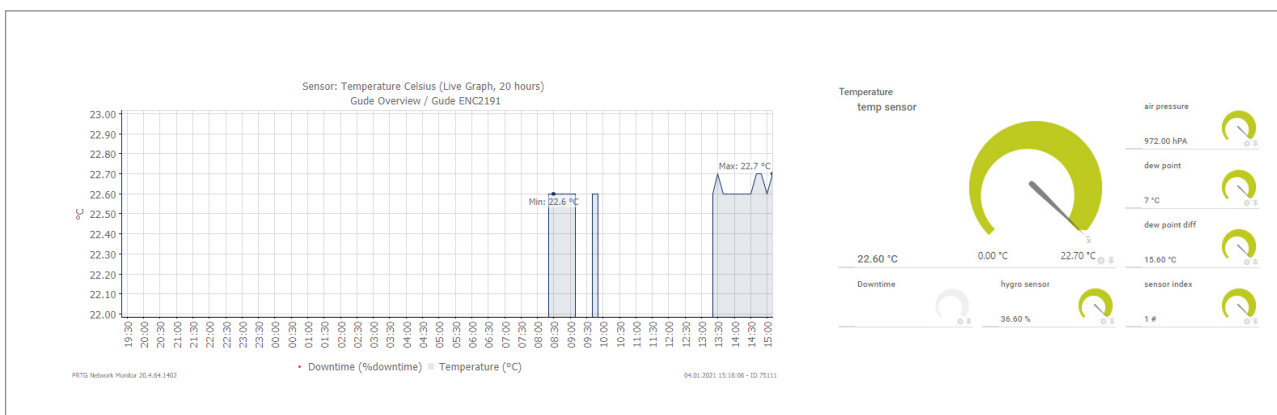 Sensor: Temperature Celsius (Live Graph, 20 hours)
Gude Overview / Gude ENC2191
23.00
22.90
22.80
22.70
22.60
22.50
22.40
22.30
22.20
22.10
22.00
°C
Max: 22.7 °C
Min: 22.6 °C
19:30
20:00
20:30
21:00
21:30
22:00
22:30
23:00
23:30
00:00
00:30
01:00
01:30
02:00
02:30
03:00
03:30
04:00
04:30
05:00
05:30
06:00
06:30
07:00
07:30
08:00
08:30
09:00
09:30
10:00
10:30
11:00
11:30
12:00
12:30
13:00
13:30
14:00
14:30
15:00
Downtime (%downtime) Temperature (°C)
PRTG Network Monitor 20.4.64.1402
04.01.2021 15:16:06 - ID 75111
Temperature
temp sensor
22.60 °C
0.00 °C
22.70 °C
air pressure
972.00 hPA
dew point
7 °C
dew point diff
15.60 °C
Downtime
hygro sensor
36.60 %
sensor index
1 #